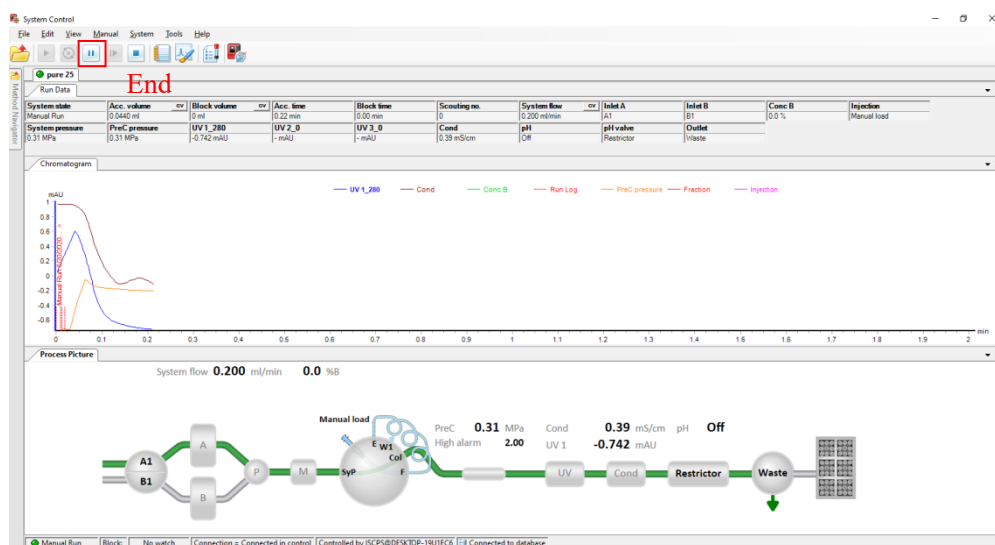 System Control
File Edit View Manual System Tools Help
pure 25
End
Run Data
Method Navigator
System state Acc. volume cv Block volume cv Acc. time Block time Scouting no. System flow cv Inlet A Inlet B Conc B Injection
Manual Run 0.0440 ml 0 ml 0.22 min 0.00 min 0 0.200 ml/min A1 B1 0.0 % Manual load
System pressure PreC pressure UV 1_280 UV 2_0 UV 3_0 Cond pH pH valve Outlet
0.31 MPa 0.31 MPa -0.742 mAU - mAU - mAU 0.39 mS/cm Off Restrictor Waste
Chromatogram
UV 1_280 Cond Conc B Run Log PreC pressure Fraction Injection
mAU
1
0.8
0.6
0.4
0.2
0
-0.2
-0.4
-0.6
min
0 0.1 0.2 0.3 0.4 0.5 0.6 0.7 0.8 0.9 1 1.1 1.2 1.3 1.4 1.5 1.6 1.7 1.8 1.9 2
Process Picture
System flow 0.200 ml/min 0.0 %B
Manual load
PreC 0.31 MPa Cond 0.39 mS/cm pH Off
High alarm 2.00 UV 1 -0.742 mAU
A
E W1
Col
A1
B1
P M SyP F UV Cond Restrictor Waste
B
Manual Run Block: No watch Connection = Connected in control Controlled by ISCPS@DESKTOP-19U1EC6 Connected to database